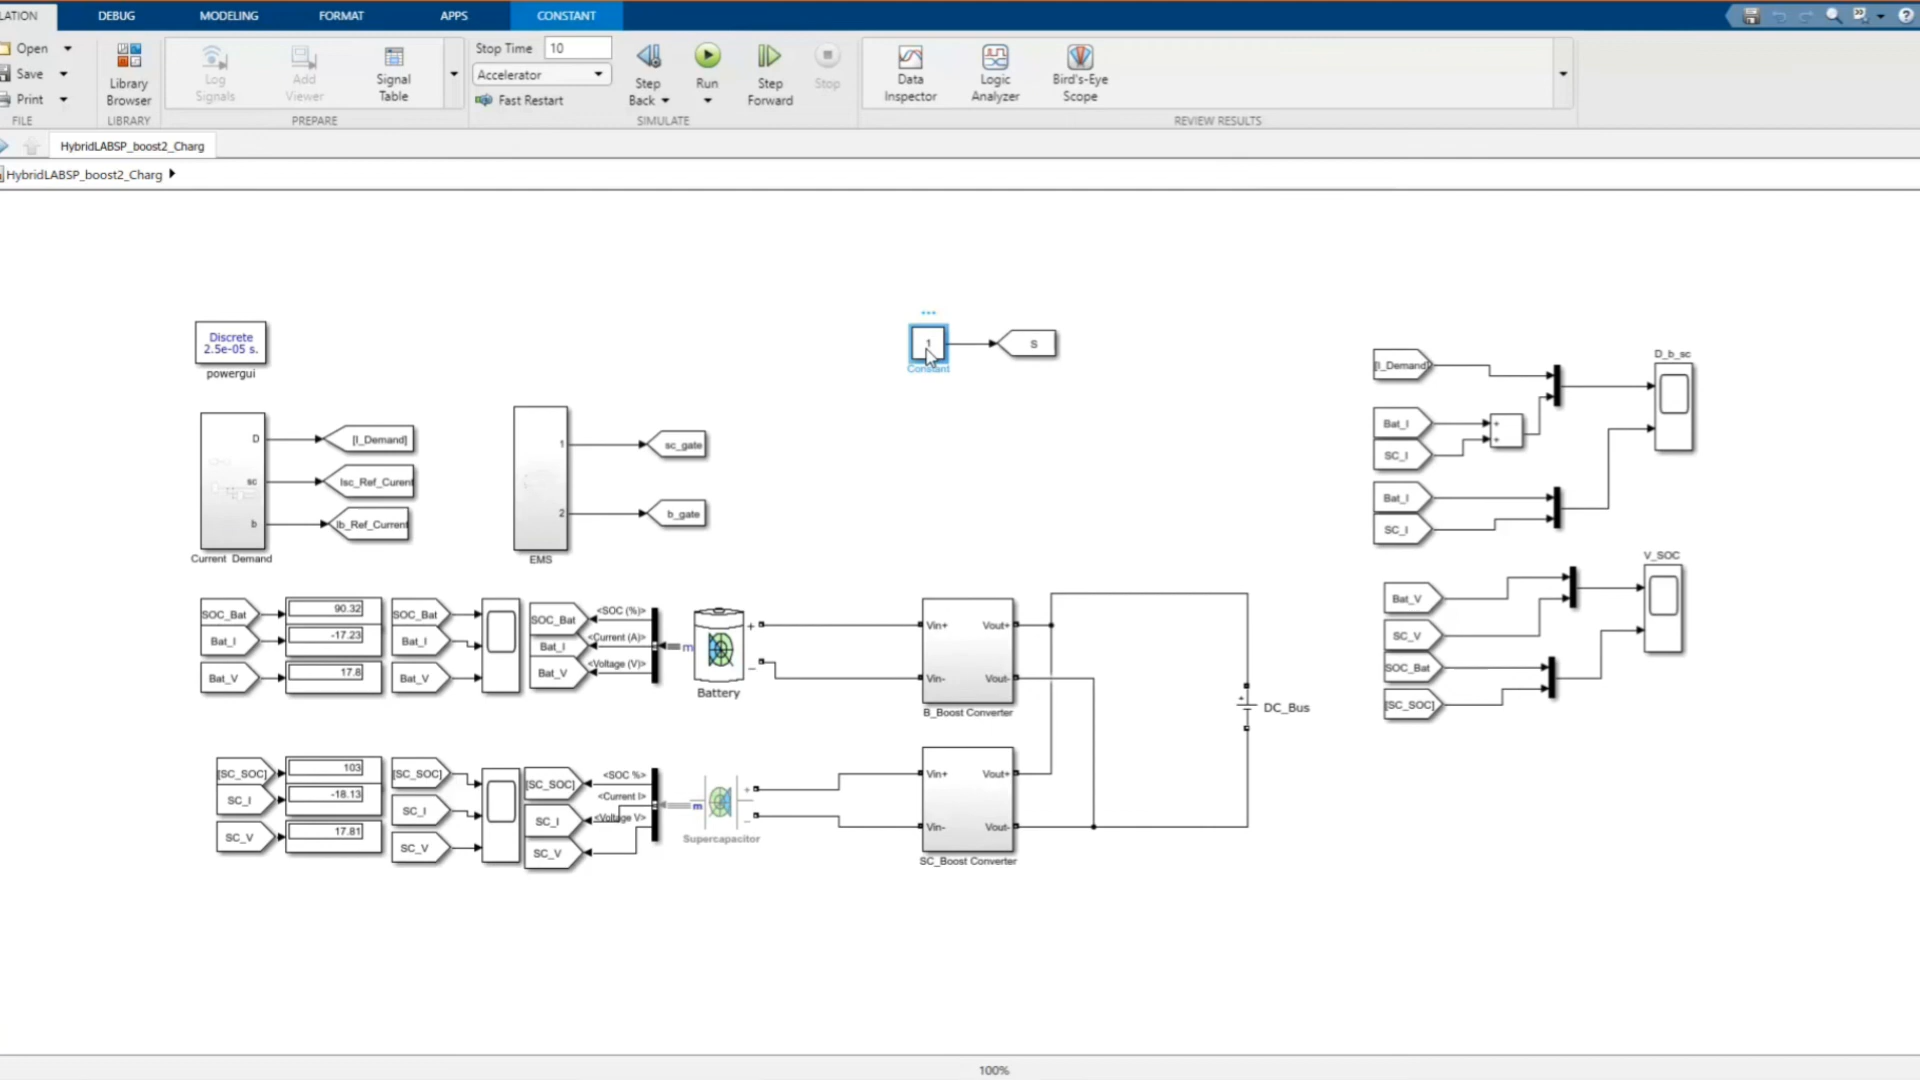 LATION DEBUG MODELING FORMAT APPS CONSTANT
Open
Save
Print
FILE
Library
Browser
LIBRARY
Log
Signals
Add
Viewer
Signal
Table
PREPARE
Stop Time 10
Accelerator
Fast Restart
Step
Back
Run
Step
Forward
Stop
SIMULATE
Data
Inspector
Logic
Analyzer
Bird's-Eye
Scope
REVIEW RESULTS
HybridLABSP_boost2_Charg
HybridLABSP_boost2_Charg
Discrete
2.5e-05 s.
powergui
1
Constant
S
D
[I_Demand]
sc
Isc_Ref_Curent
b
Ib_Ref_Current
Current Demand
1
sc_gate
2
b_gate
EMS
[I_Demand]
D_b_sc
Bat_I
+
SC_I
+
Bat_I
SC_I
V_SOC
Bat_V
SC_V
SOC_Bat
[SC_SOC]
SOC_Bat 90.32 SOC_Bat SOC_Bat <SOC (%)>
Bat_I -17.23 Bat_I Bat_I <Current (A)>
Bat_V 17.8 Bat_V Bat_V <Voltage (V)>
m
+
_
Battery
Vin+ Vout+
Vin- Vout-
B_Boost Converter
+
DC_Bus
[SC_SOC] 103 [SC_SOC] [SC_SOC] <SOC %>
SC_I -18.13 SC_I SC_I <Current I>
SC_V 17.81 SC_V SC_V <Voltage V>
m
+
_
Supercapacitor
Vin+ Vout+
Vin- Vout-
SC_Boost Converter
100%